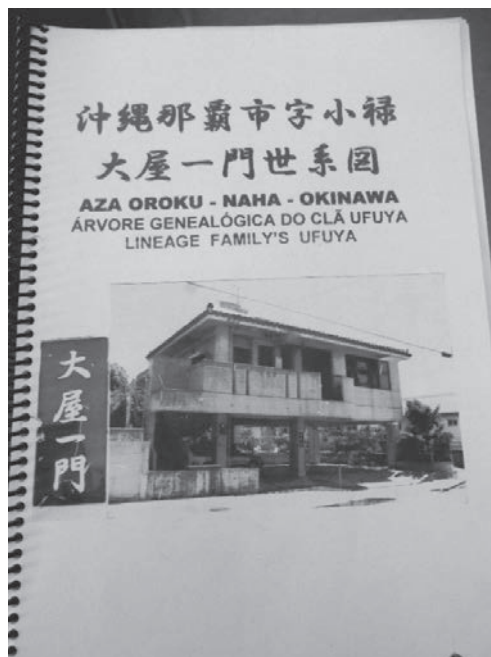 沖縄那覇市字小禄
大屋一門世系図
AZA OROKU - NAHA - OKINAWA
ÁRVORE GENEALÓGICA DO CLÃ UFUYA
LINEAGE FAMILY'S UFUYA
大屋一門